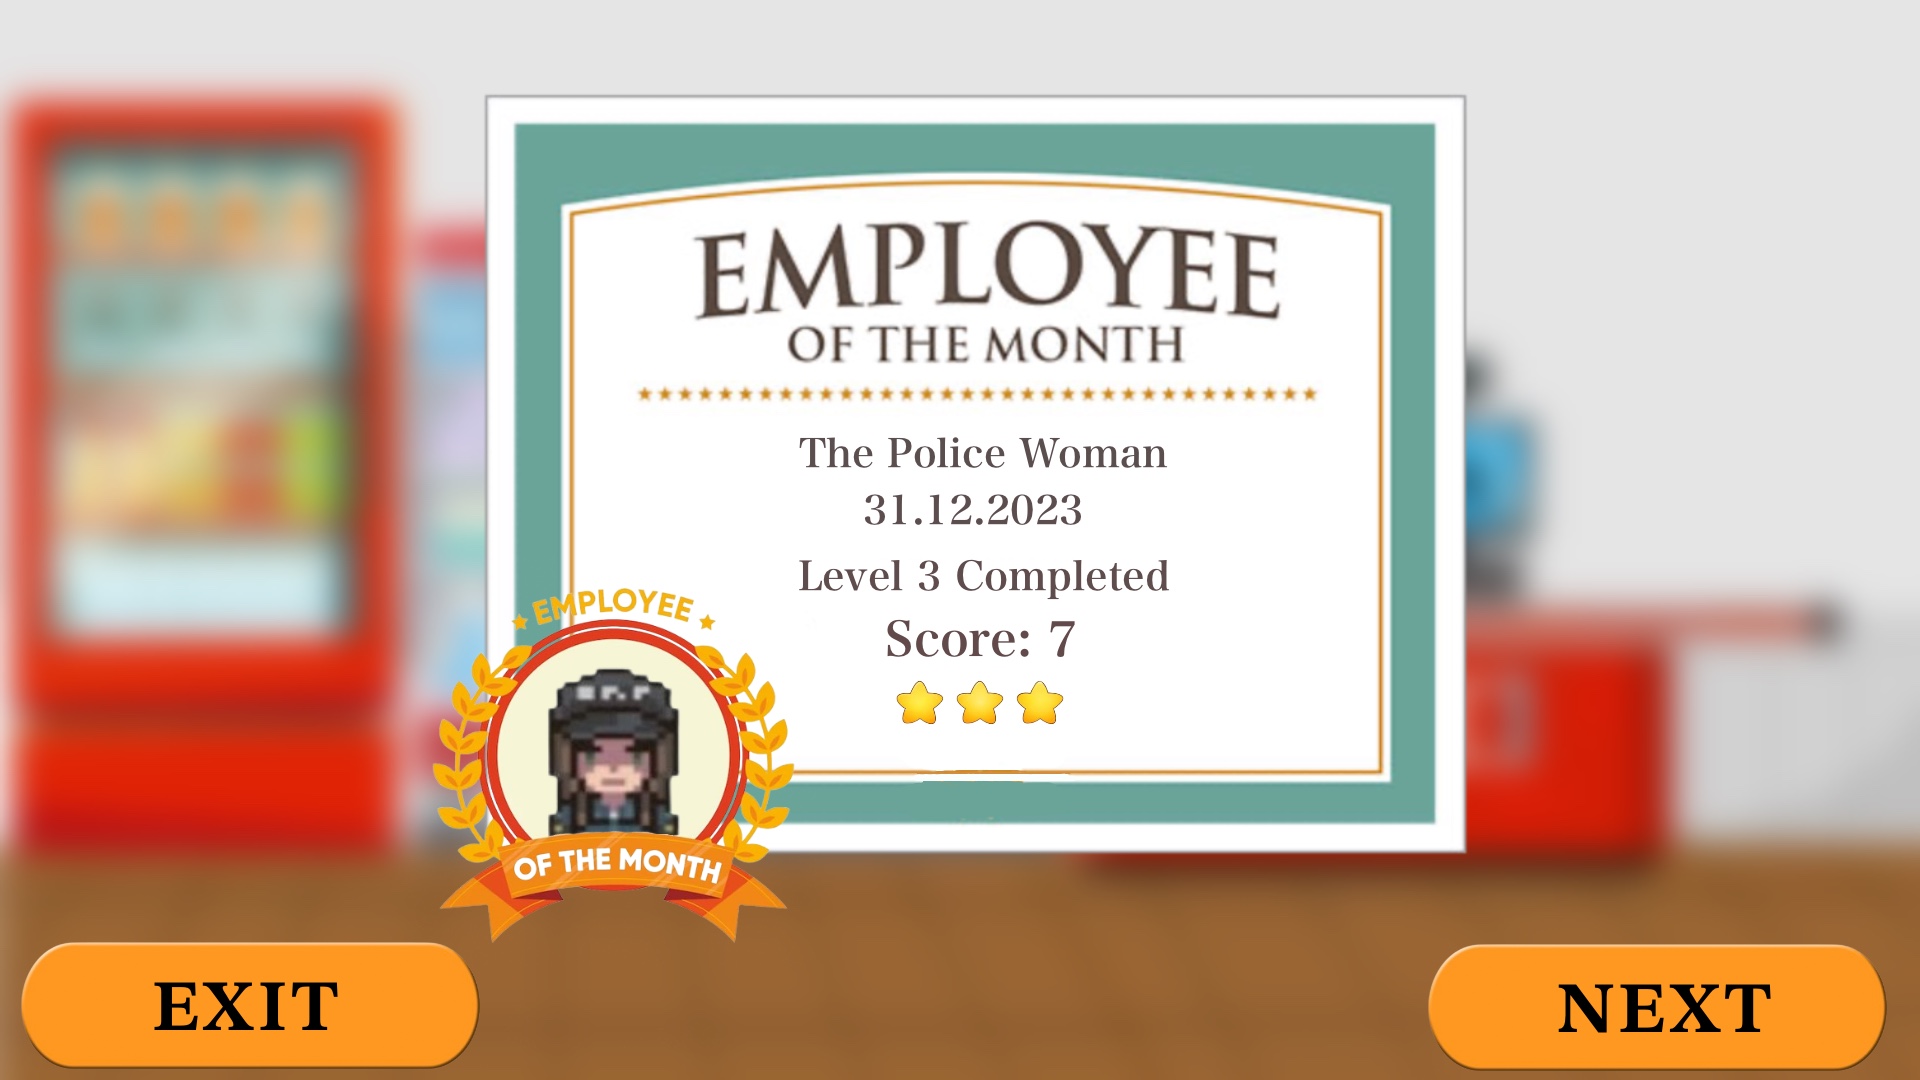 EMPLOYEE
OF THE MONTH
The Police Woman
31.12.2023
Level 3 Completed
Score: 7
EMPLOYEE
OF THE MONTH
EXIT
NEXT